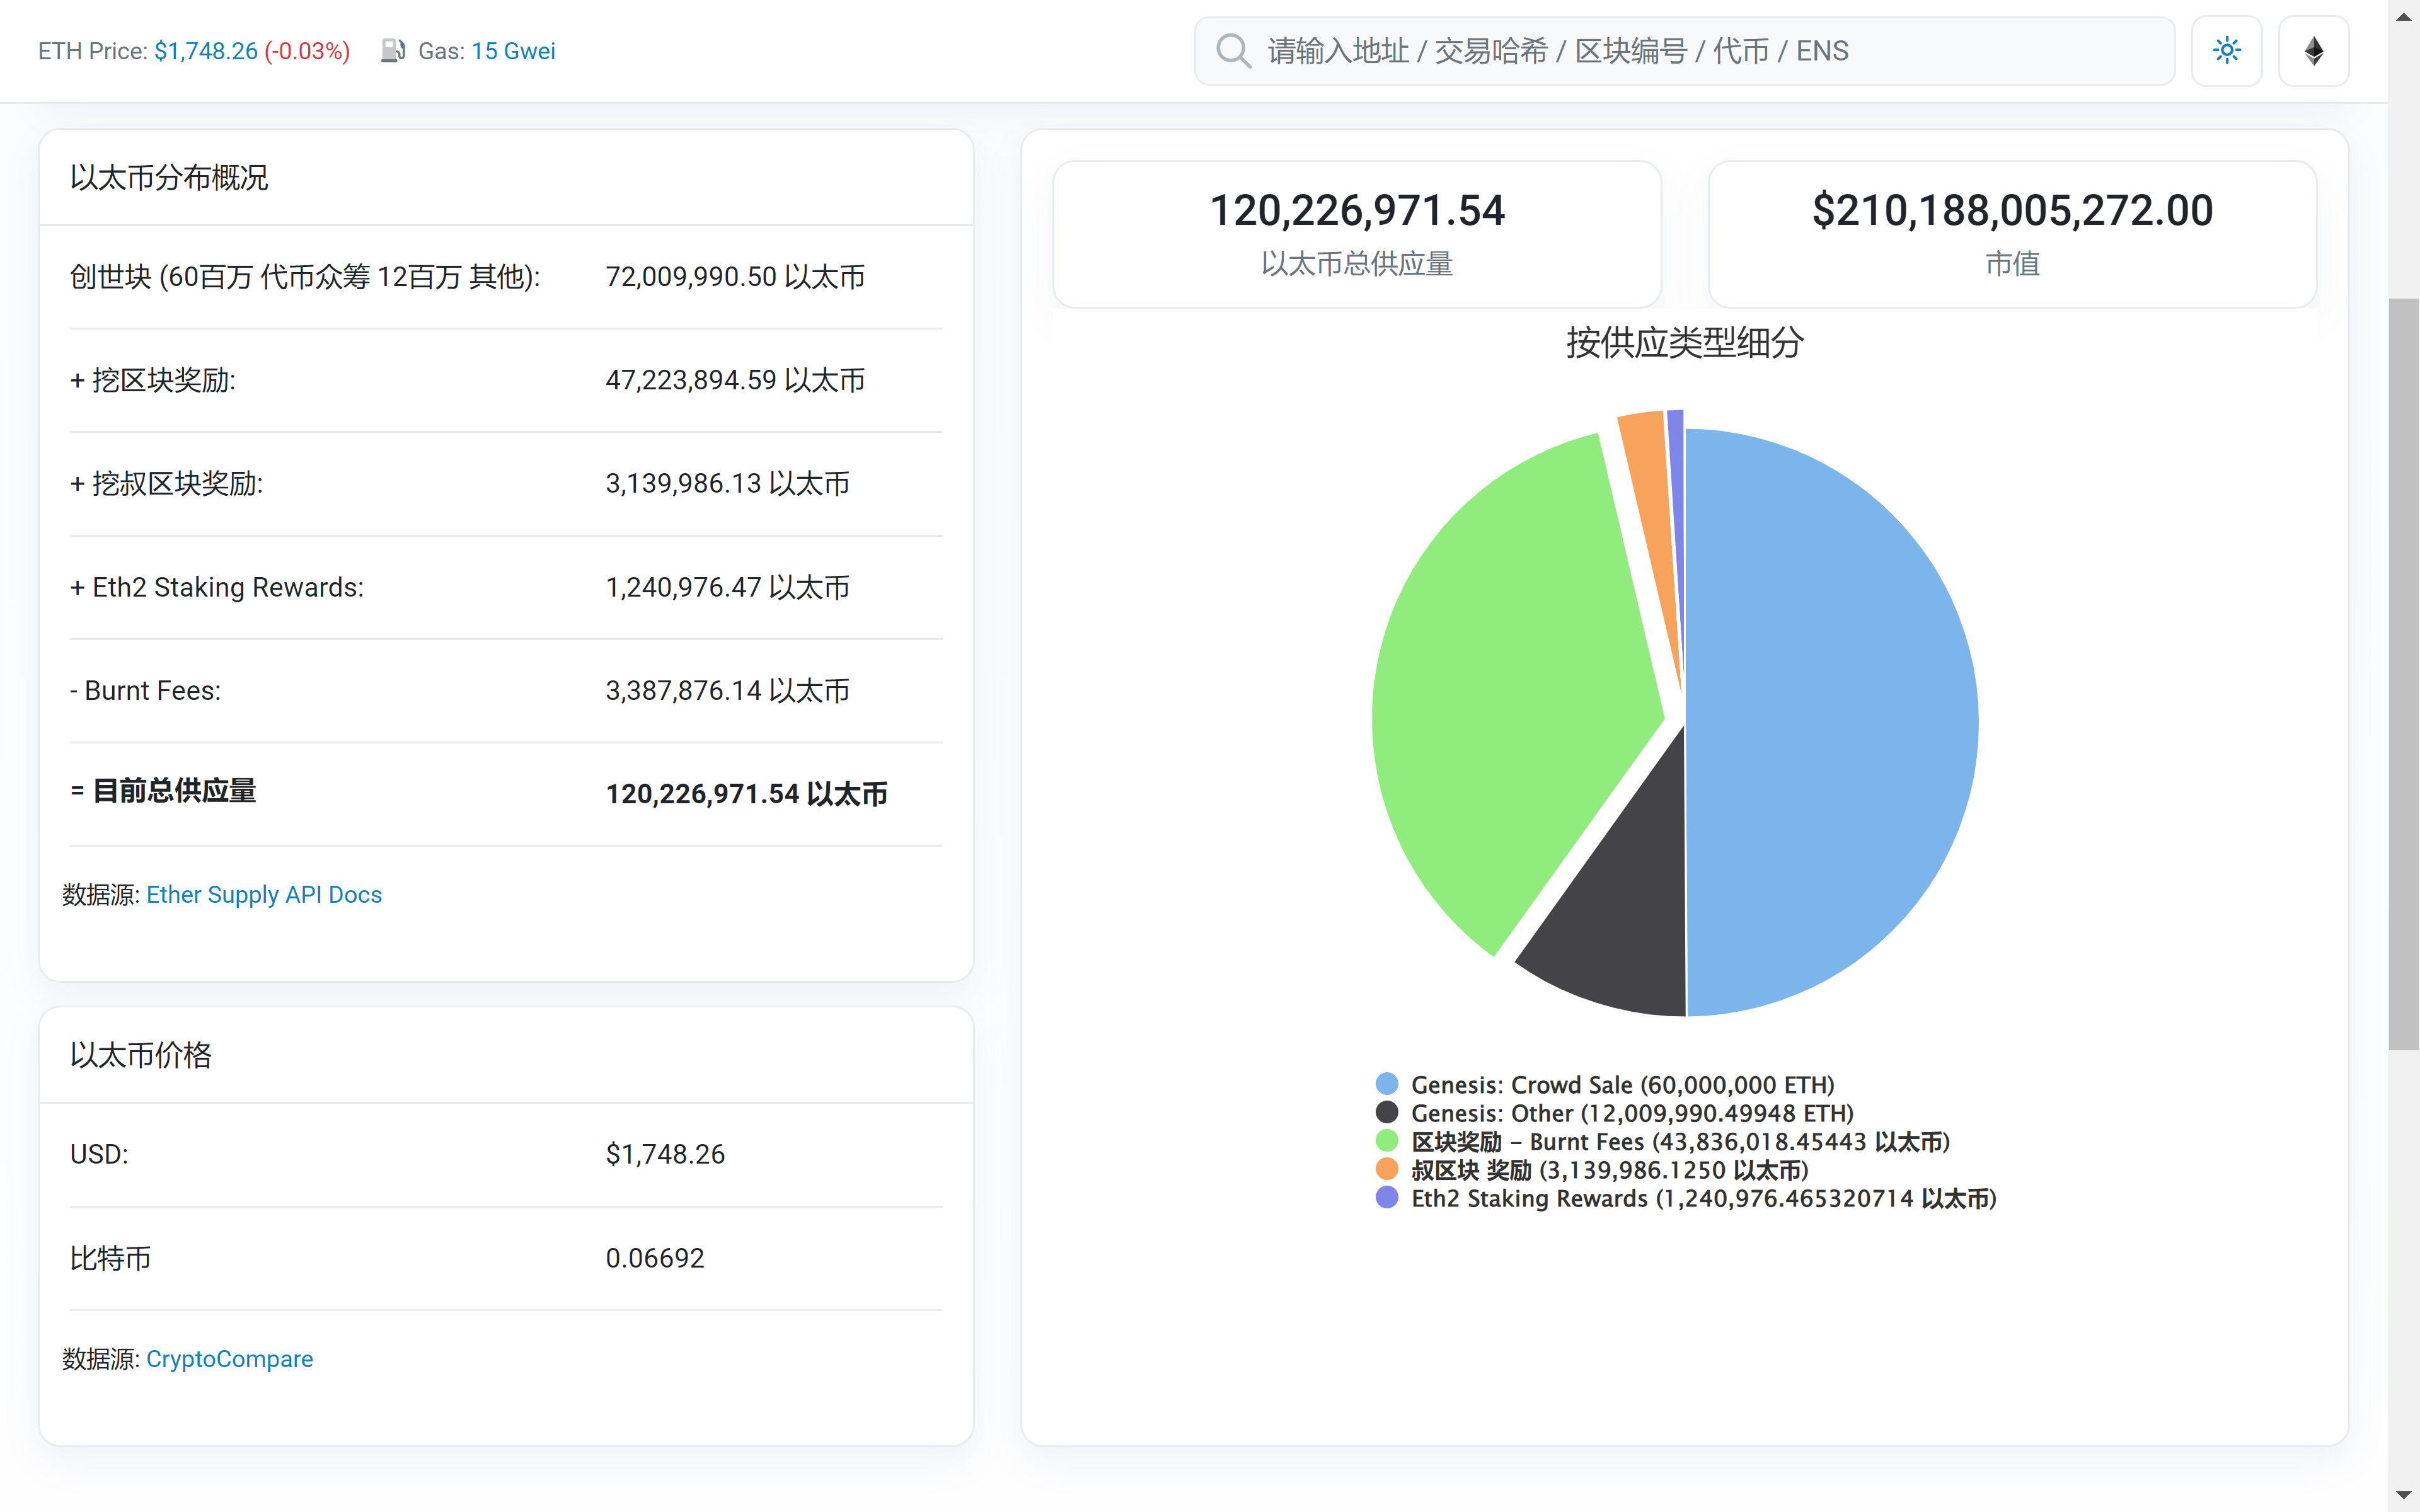 ETH Price: $1,748.26 (-0.03%) Gas: 15 Gwei
请输入地址 / 交易哈希 / 区块编号 / 代币 / ENS
以太币分布概况
创世块 (60百万 代币众筹 12百万 其他): 72,009,990.50 以太币
+ 挖区块奖励: 47,223,894.59 以太币
+ 挖叔区块奖励: 3,139,986.13 以太币
+ Eth2 Staking Rewards: 1,240,976.47 以太币
- Burnt Fees: 3,387,876.14 以太币
= 目前总供应量 120,226,971.54 以太币
数据源: Ether Supply API Docs
以太币价格
USD: $1,748.26
比特币 0.06692
数据源: CryptoCompare
120,226,971.54
以太币总供应量
$210,188,005,272.00
市值
按供应类型细分
Genesis: Crowd Sale (60,000,000 ETH)
Genesis: Other (12,009,990.49948 ETH)
区块奖励 – Burnt Fees (43,836,018.45443 以太币)
叔区块 奖励 (3,139,986.1250 以太币)
Eth2 Staking Rewards (1,240,976.465320714 以太币)